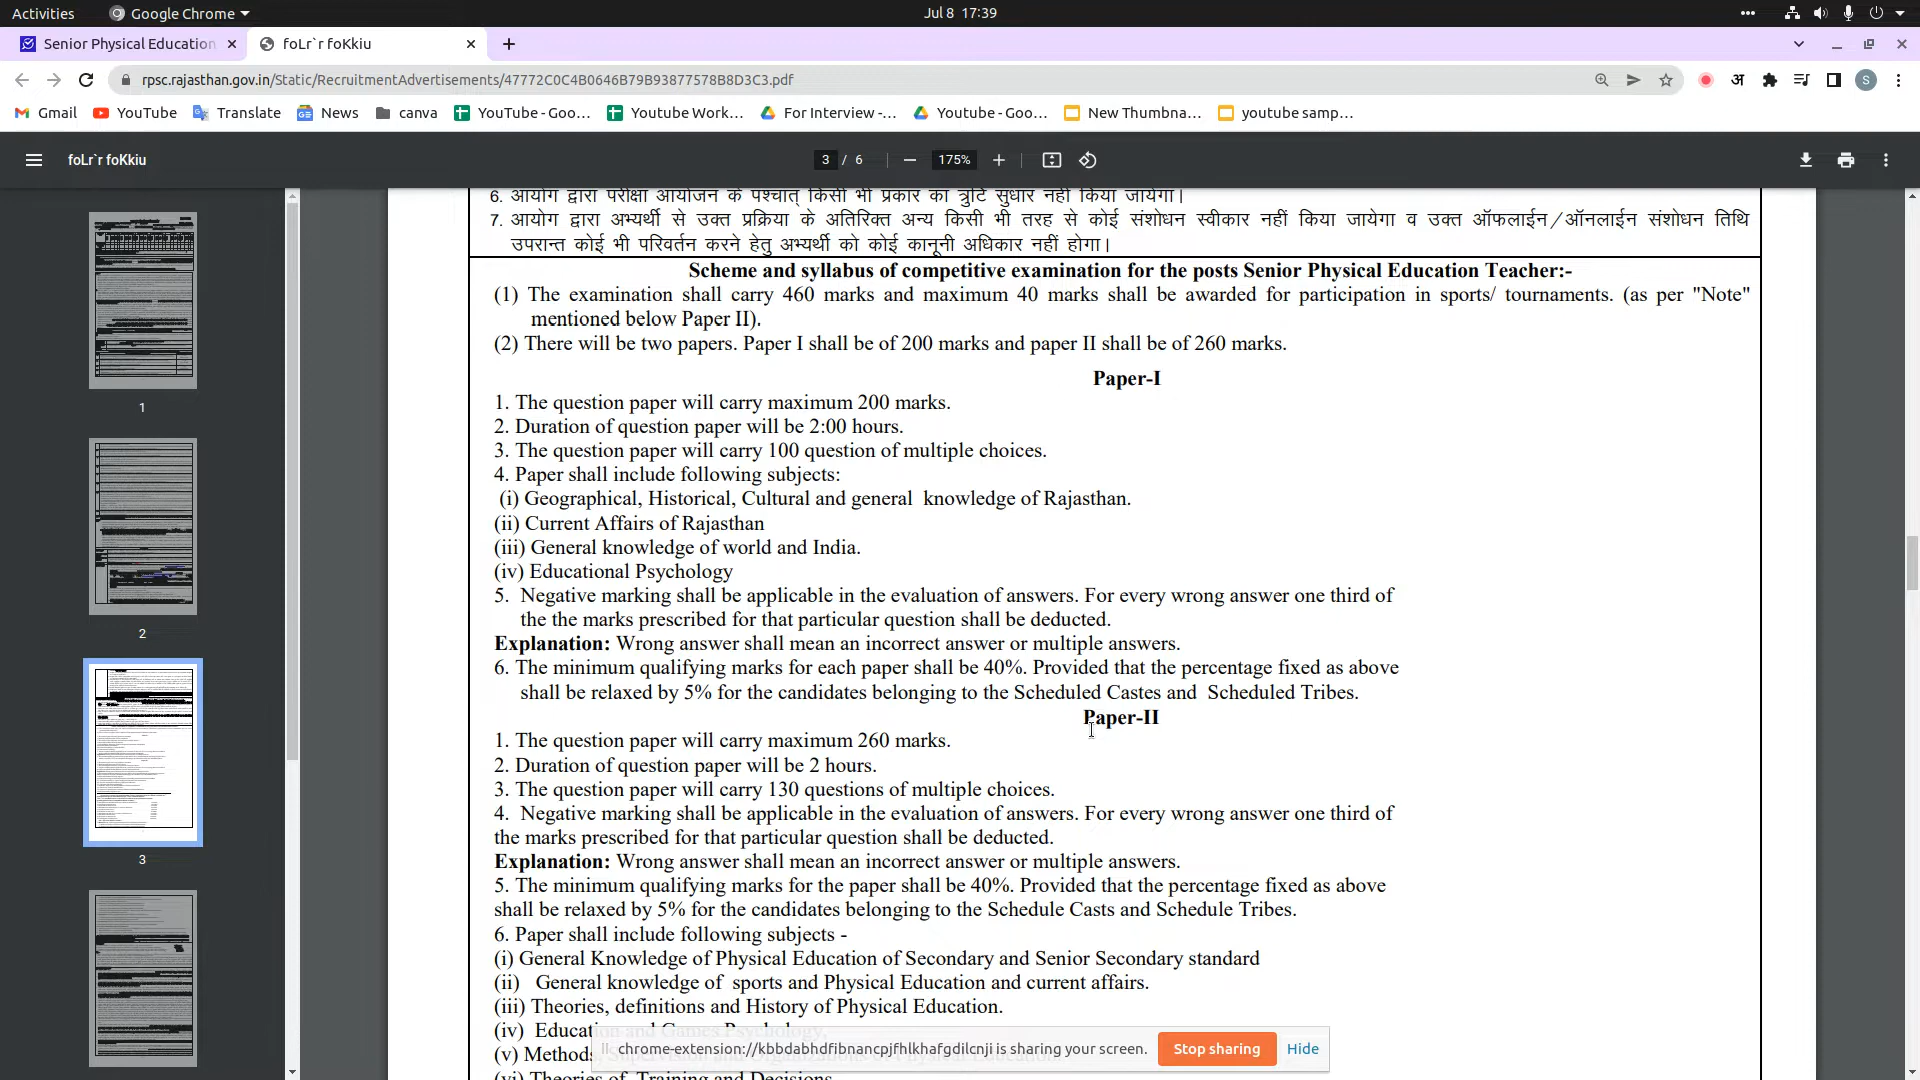 Activities Google Chrome Jul 8 17:39
Senior Physical Education foLr`r foKkiu
rpsc.rajasthan.gov.in/Static/RecruitmentAdvertisements/47772C0C4B0646B79B93877578B8D3C3.pdf अ S
Gmail YouTube Translate News canva YouTube - Goo... Youtube Work... For Interview -... Youtube - Goo... New Thumbna... youtube samp...
foLr`r foKkiu 3 / 6 175%
6. आयोग द्वारा परीक्षा आयोजन के पश्चात् किसी भी प्रकार का त्रुटि सुधार नहीं किया जायेगा।
7. आयोग द्वारा अभ्यर्थी से उक्त प्रक्रिया के अतिरिक्त अन्य किसी भी तरह से कोई संशोधन स्वीकार नहीं किया जायेगा व उक्त ऑफलाईन/ऑनलाईन संशोधन तिथि
उपरान्त कोई भी परिवर्तन करने हेतु अभ्यर्थी को कोई कानूनी अधिकार नहीं होगा।
Scheme and syllabus of competitive examination for the posts Senior Physical Education Teacher:-
(1) The examination shall carry 460 marks and maximum 40 marks shall be awarded for participation in sports/ tournaments. (as per "Note"
mentioned below Paper II).
(2) There will be two papers. Paper I shall be of 200 marks and paper II shall be of 260 marks.
Paper-I
1. The question paper will carry maximum 200 marks.
2. Duration of question paper will be 2:00 hours.
3. The question paper will carry 100 question of multiple choices.
4. Paper shall include following subjects:
(i) Geographical, Historical, Cultural and general knowledge of Rajasthan.
(ii) Current Affairs of Rajasthan
(iii) General knowledge of world and India.
(iv) Educational Psychology
5. Negative marking shall be applicable in the evaluation of answers. For every wrong answer one third of
the the marks prescribed for that particular question shall be deducted.
Explanation: Wrong answer shall mean an incorrect answer or multiple answers.
6. The minimum qualifying marks for each paper shall be 40%. Provided that the percentage fixed as above
shall be relaxed by 5% for the candidates belonging to the Scheduled Castes and Scheduled Tribes.
Paper-II
1. The question paper will carry maximum 260 marks.
2. Duration of question paper will be 2 hours.
3. The question paper will carry 130 questions of multiple choices.
4. Negative marking shall be applicable in the evaluation of answers. For every wrong answer one third of
the marks prescribed for that particular question shall be deducted.
Explanation: Wrong answer shall mean an incorrect answer or multiple answers.
5. The minimum qualifying marks for the paper shall be 40%. Provided that the percentage fixed as above
shall be relaxed by 5% for the candidates belonging to the Schedule Casts and Schedule Tribes.
6. Paper shall include following subjects -
(i) General Knowledge of Physical Education of Secondary and Senior Secondary standard
(ii) General knowledge of sports and Physical Education and current affairs.
(iii) Theories, definitions and History of Physical Education.
(iv) Education and Games Psychology.
(v) Methods,
chrome-extension://kbbdabhdfibnancpjfhlkhafgdilcnji is sharing your screen. Stop sharing Hide
(vi) Theories of Training and Decisions
1
2
3